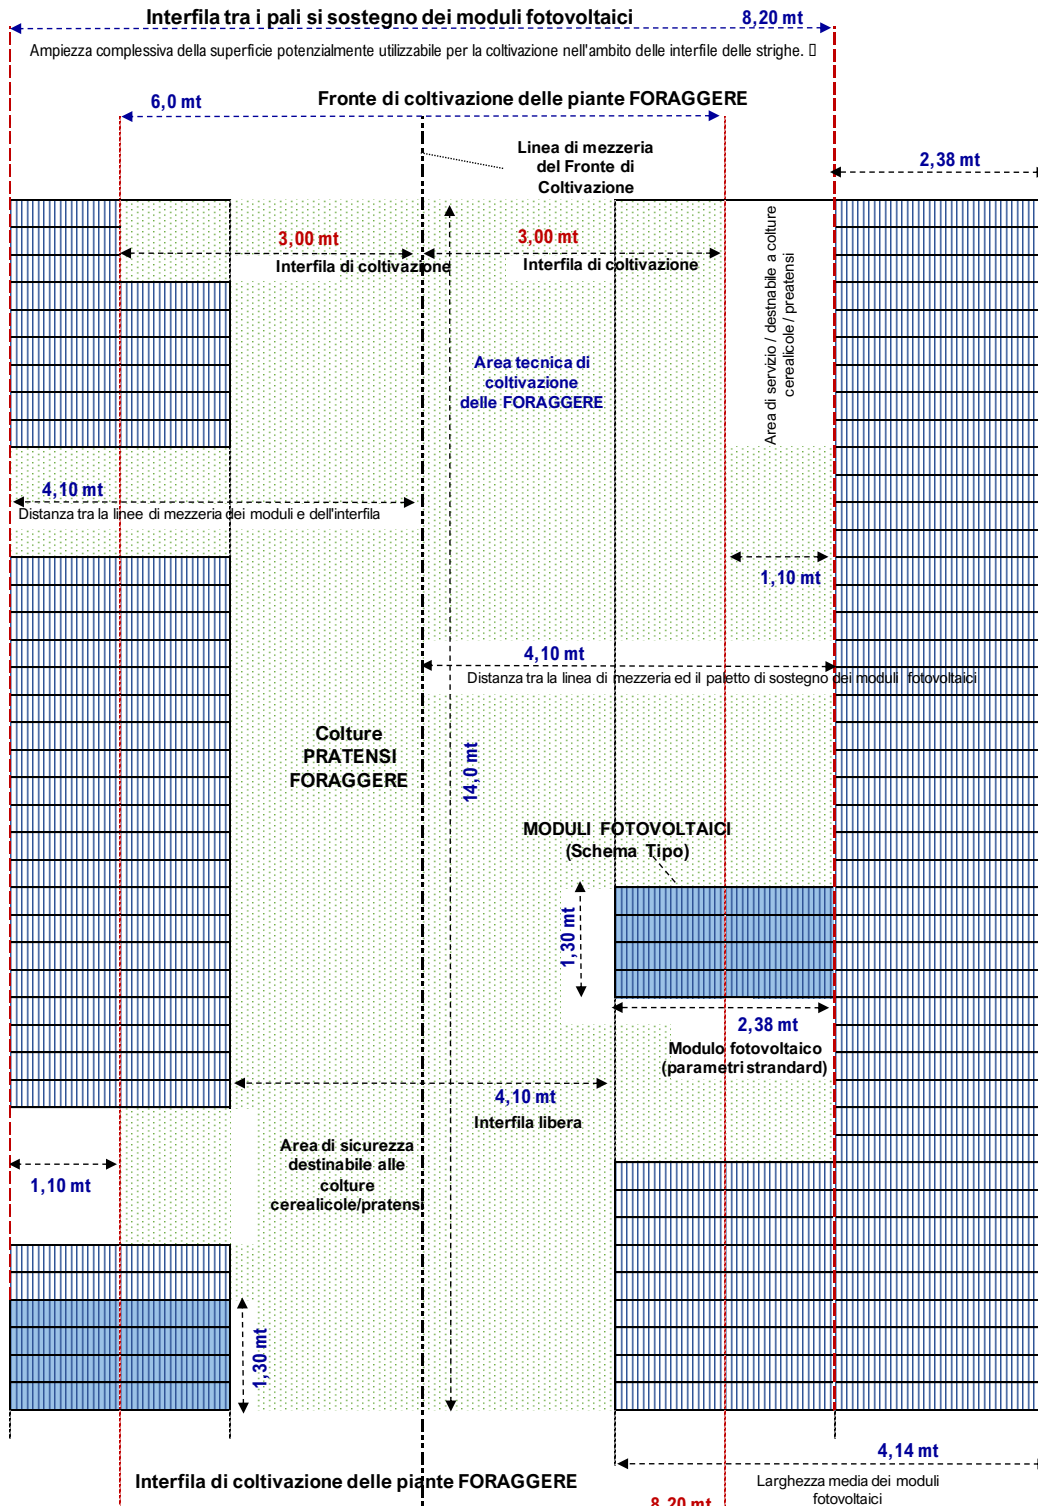 Interfila tra i pali si sostegno dei moduli fotovoltaici
8,20 mt
Ampiezza complessiva della superficie potenzialmente utilizzabile per la coltivazione nell'ambito delle interfile delle strighe.
6,0 mt
Fronte di coltivazione delle piante FORAGGERE
Linea di mezzeria
del Fronte di
Coltivazione
2,38 mt
3,00 mt
Interfila di coltivazione
3,00 mt
Interfila di coltivazione
Area di servizio / destnabile a colture
cerealicole / preatensi
Area tecnica di
coltivazione
delle FORAGGERE
4,10 mt
Distanza tra la linee di mezzeria dei moduli e dell'interfila
1,10 mt
4,10 mt
Distanza tra la linea di mezzeria ed il paletto di sostegno dei moduli fotovoltaici
Colture
PRATENSI
FORAGGERE
14,0 mt
MODULI FOTOVOLTAICI
(Schema Tipo)
1,30 mt
2,38 mt
Modulo fotovoltaico
(parametri strandard)
4,10 mt
Interfila libera
Area di sicurezza
destinabile alle
colture
cerealicole/pratensi
1,10 mt
1,30 mt
4,14 mt
Larghezza media dei moduli
fotovoltaici
Interfila di coltivazione delle piante FORAGGERE
8,20 mt